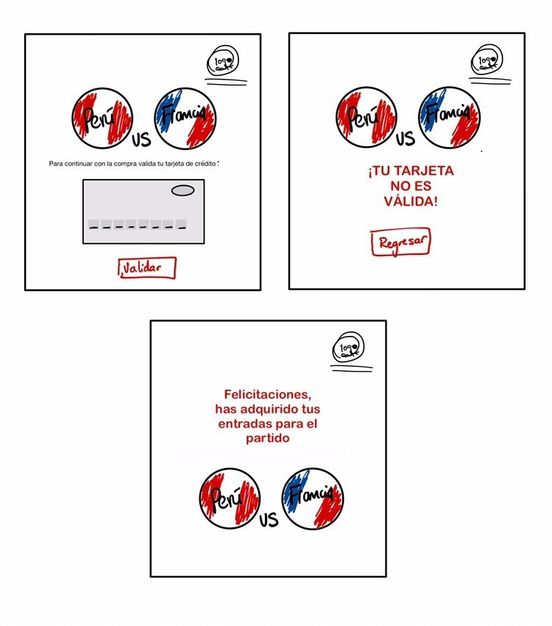 logo
Perú
vs
Francia
Para continuar con la compra valida tu tarjeta de crédito:
Validar
logo
Perú
vs
Francia
¡TU TARJETA
NO ES
VÁLIDA!
Regresar
logo
Felicitaciones,
has adquirido tus
entradas para el
partido
Perú
vs
Francia